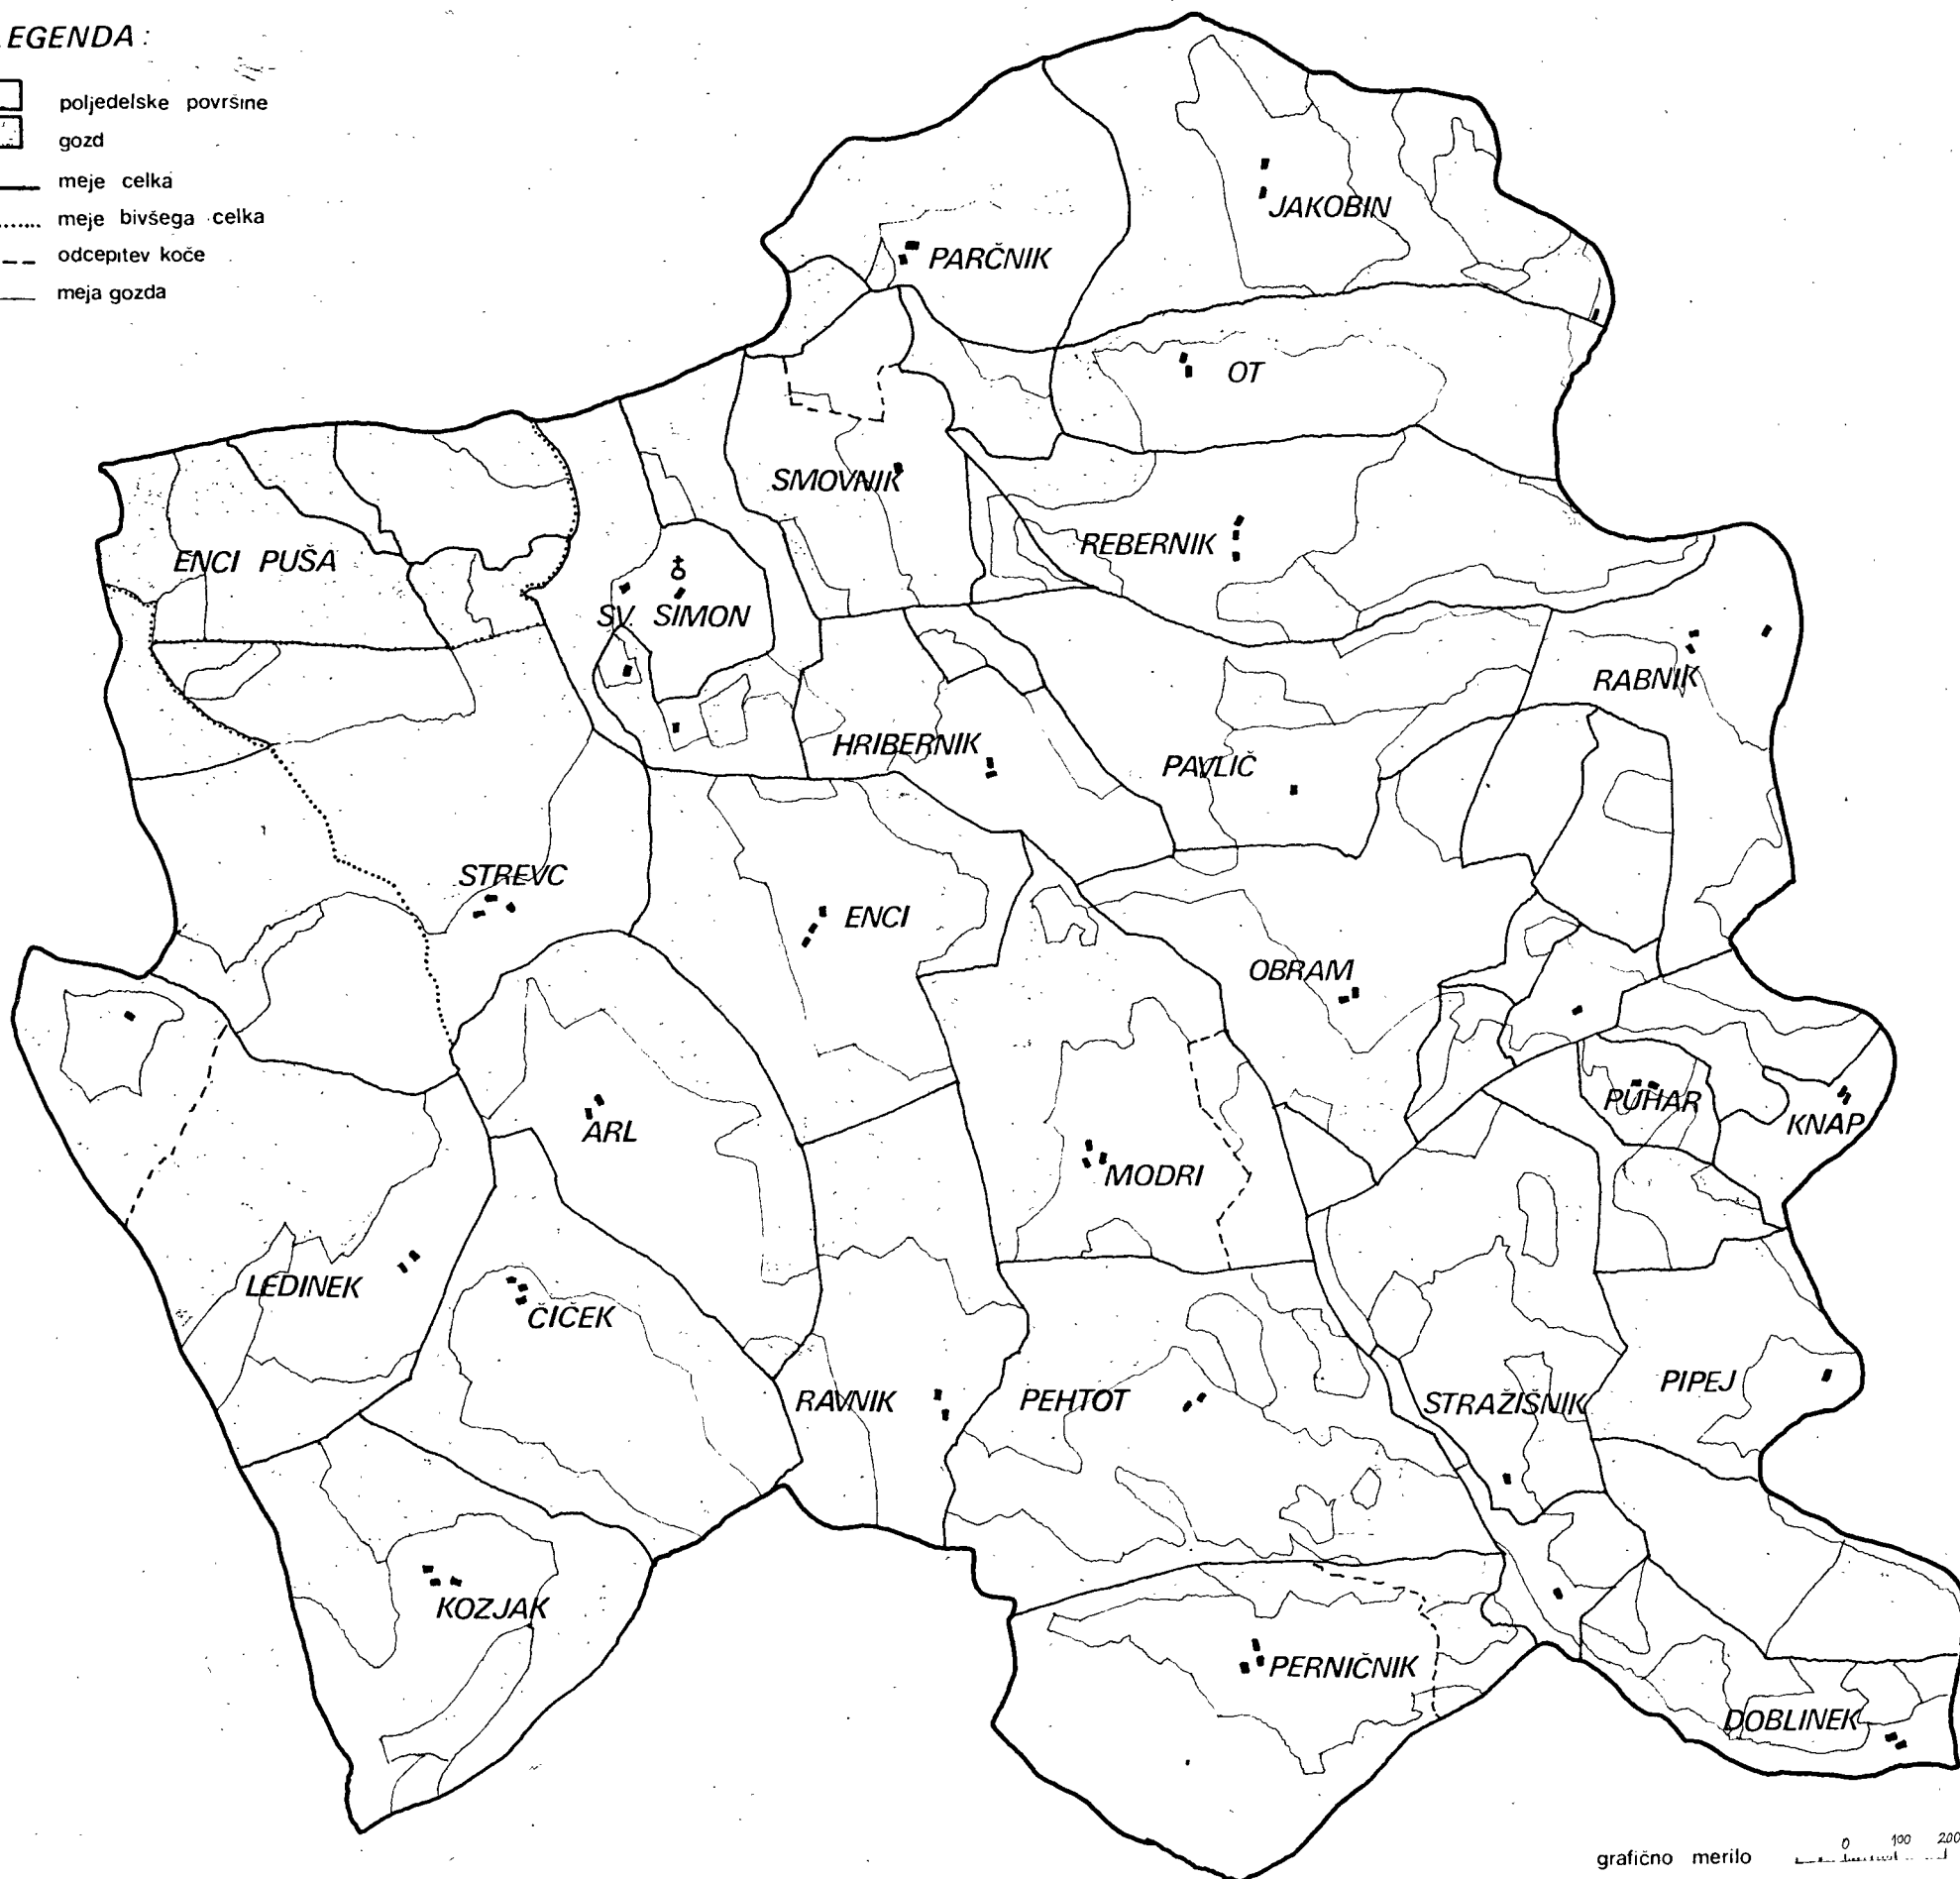 LEGENDA:
poljedelske površine
gozd
meje celka
meje bivšega celka
odcepitev koče
meja gozda
JAKOBIN
PARČNIK
OT
SMOVNIK
REBERNIK
ENCI PUŠA
SV. SIMON
RABNIK
HRIBERNIK
PAVLIČ
STREVC
ENCI
OBRAM
PUHAR
KNAP
ARL
MODRI
LEDINEK
ČIČEK
RAVNIK
PEHTOT
STRAŽIŠNIK
PIPEJ
KOZJAK
PERNIČNIK
DOBLINEK
grafično merilo 0 100 200